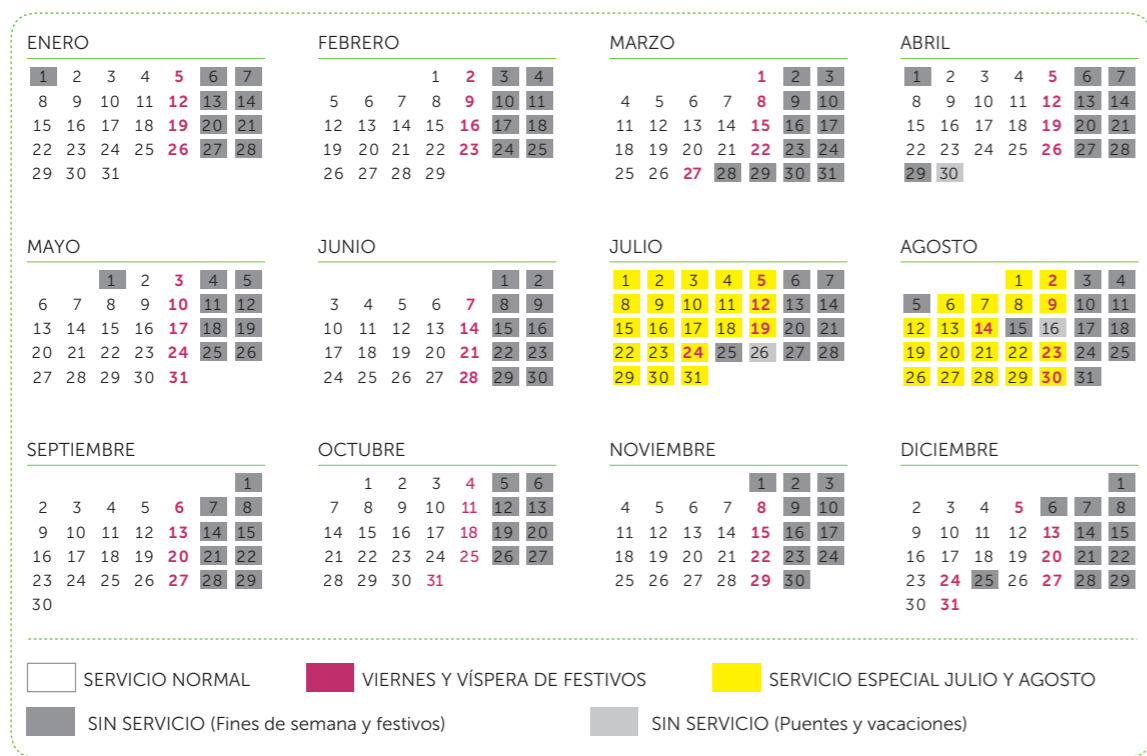 ENERO
1 2 3 4 5 6 7
8 9 10 11 12 13 14
15 16 17 18 19 20 21
22 23 24 25 26 27 28
29 30 31
FEBRERO
1 2 3 4
5 6 7 8 9 10 11
12 13 14 15 16 17 18
19 20 21 22 23 24 25
26 27 28 29
MARZO
1 2 3
4 5 6 7 8 9 10
11 12 13 14 15 16 17
18 19 20 21 22 23 24
25 26 27 28 29 30 31
ABRIL
1 2 3 4 5 6 7
8 9 10 11 12 13 14
15 16 17 18 19 20 21
22 23 24 25 26 27 28
29 30
MAYO
1 2 3 4 5
6 7 8 9 10 11 12
13 14 15 16 17 18 19
20 21 22 23 24 25 26
27 28 29 30 31
JUNIO
1 2
3 4 5 6 7 8 9
10 11 12 13 14 15 16
17 18 19 20 21 22 23
24 25 26 27 28 29 30
JULIO
1 2 3 4 5 6 7
8 9 10 11 12 13 14
15 16 17 18 19 20 21
22 23 24 25 26 27 28
29 30 31
AGOSTO
1 2 3 4
5 6 7 8 9 10 11
12 13 14 15 16 17 18
19 20 21 22 23 24 25
26 27 28 29 30 31
SEPTIEMBRE
1
2 3 4 5 6 7 8
9 10 11 12 13 14 15
16 17 18 19 20 21 22
23 24 25 26 27 28 29
30
OCTUBRE
1 2 3 4 5 6
7 8 9 10 11 12 13
14 15 16 17 18 19 20
21 22 23 24 25 26 27
28 29 30 31
NOVIEMBRE
1 2 3
4 5 6 7 8 9 10
11 12 13 14 15 16 17
18 19 20 21 22 23 24
25 26 27 28 29 30
DICIEMBRE
1
2 3 4 5 6 7 8
9 10 11 12 13 14 15
16 17 18 19 20 21 22
23 24 25 26 27 28 29
30 31
SERVICIO NORMAL
VIERNES Y VÍSPERA DE FESTIVOS
SERVICIO ESPECIAL JULIO Y AGOSTO
SIN SERVICIO (Fines de semana y festivos)
SIN SERVICIO (Puentes y vacaciones)